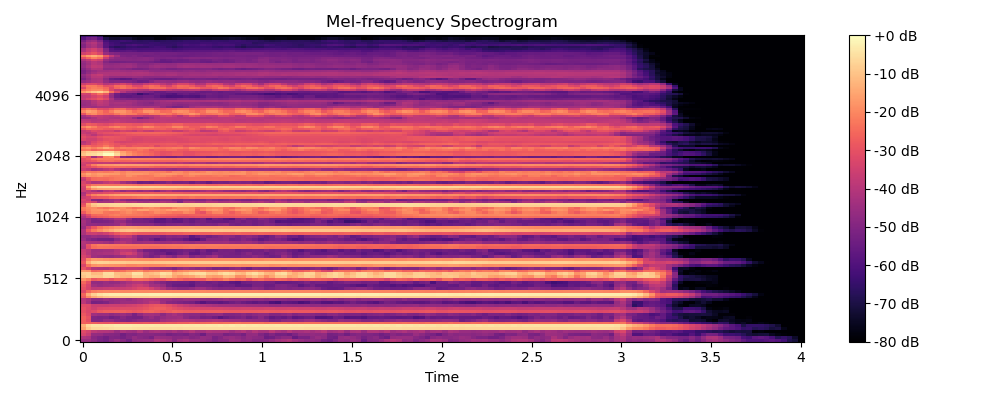 Mel-frequency Spectrogram
+0 dB
-10 dB
4096
-20 dB
-30 dB
2048
Hz
-40 dB
1024
-50 dB
512
-60 dB
-70 dB
0
-80 dB
0 0.5 1 1.5 2 2.5 3 3.5 4
Time